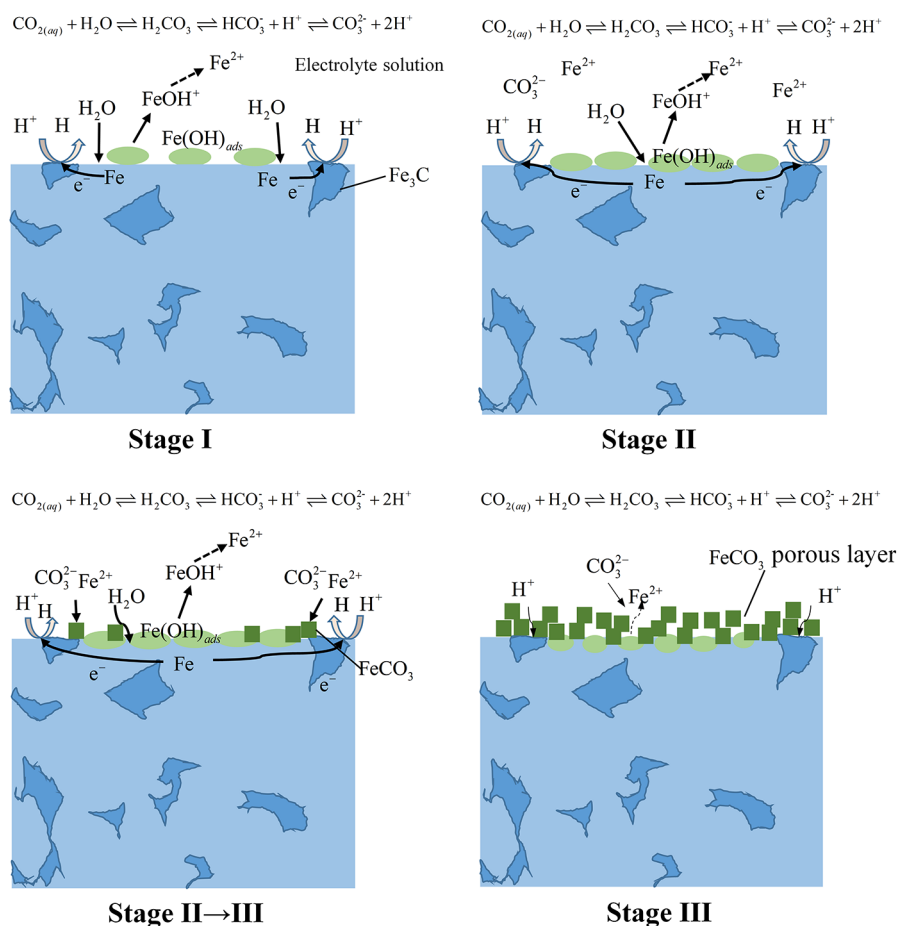 CO₂₍aq₎ + H₂O ⇌ H₂CO₃ ⇌ HCO₃⁻ + H⁺ ⇌ CO₃²⁻ + 2H⁺
Fe²⁺
Electrolyte solution
FeOH⁺
H₂O
H₂O
H⁺ H
Fe(OH)ads
H H⁺
e⁻ Fe
Fe e⁻
Fe₃C
Stage I
CO₂₍aq₎ + H₂O ⇌ H₂CO₃ ⇌ HCO₃⁻ + H⁺ ⇌ CO₃²⁻ + 2H⁺
Fe²⁺
Fe²⁺
CO₃²⁻
Fe²⁺
FeOH⁺
H₂O
H⁺ H
H H⁺
Fe(OH)ads
e⁻ Fe e⁻
Stage II
CO₂₍aq₎ + H₂O ⇌ H₂CO₃ ⇌ HCO₃⁻ + H⁺ ⇌ CO₃²⁻ + 2H⁺
Fe²⁺
FeOH⁺
CO₃²⁻ Fe²⁺
CO₃²⁻ Fe²⁺
H₂O
H⁺ H
H H⁺
Fe(OH)ads
Fe
e⁻
e⁻
FeCO₃
Stage II→III
CO₂₍aq₎ + H₂O ⇌ H₂CO₃ ⇌ HCO₃⁻ + H⁺ ⇌ CO₃²⁻ + 2H⁺
FeCO₃ porous layer
CO₃²⁻
H⁺
Fe²⁺
H⁺
Stage III